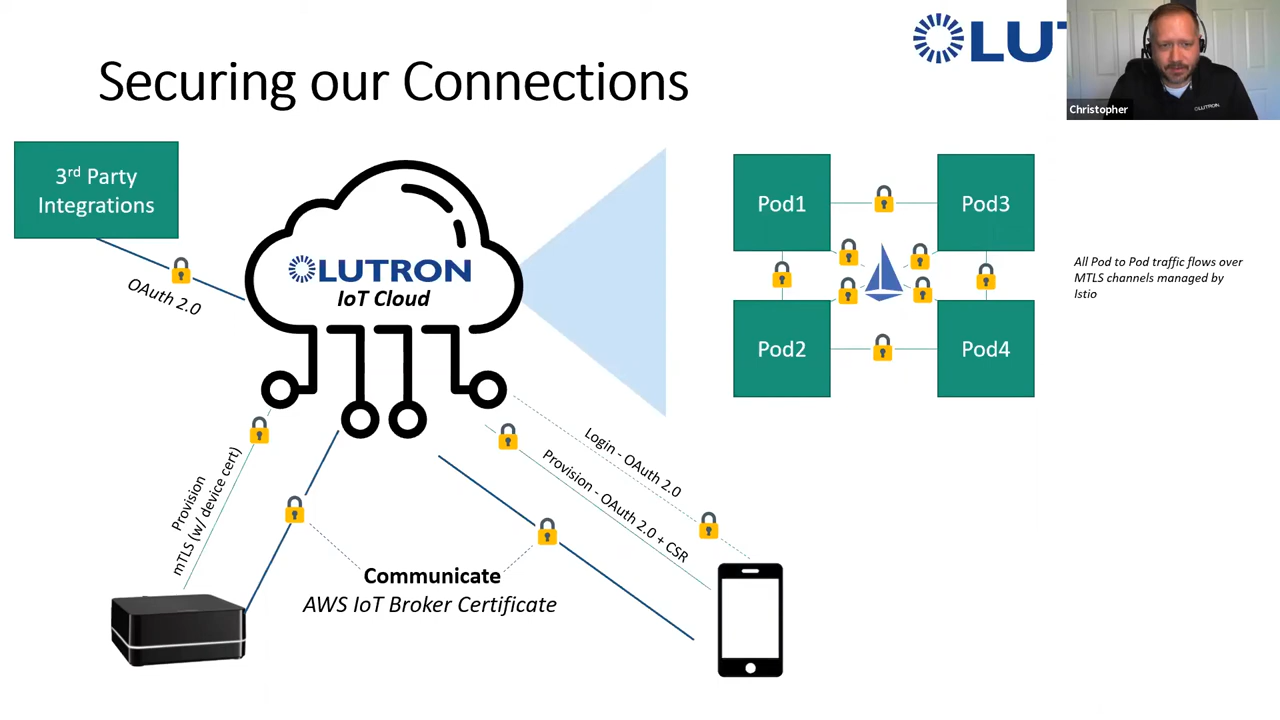 Securing our Connections
LUT
Christopher
LUTRON
3rd Party
Integrations
OAuth 2.0
LUTRON
IoT Cloud
Pod1
Pod3
Pod2
Pod4
All Pod to Pod traffic flows over
MTLS channels managed by
Istio
Provision
mTLS (w/ device cert)
Login - OAuth 2.0
Provision - OAuth 2.0 + CSR
Communicate
AWS IoT Broker Certificate